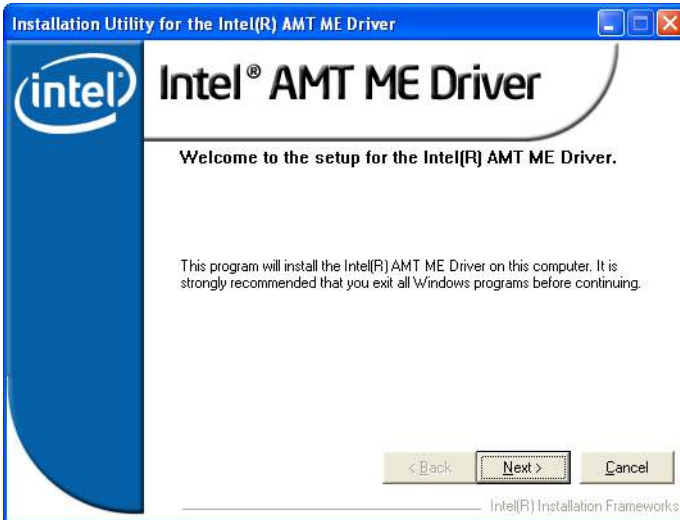 Installation Utility for the Intel(R) AMT ME Driver
intel®
Intel® AMT ME Driver
Welcome to the setup for the Intel(R) AMT ME Driver.
This program will install the Intel(R) AMT ME Driver on this computer. It is
strongly recommended that you exit all Windows programs before continuing.
< Back
Next >
Cancel
Intel(R) Installation Frameworks